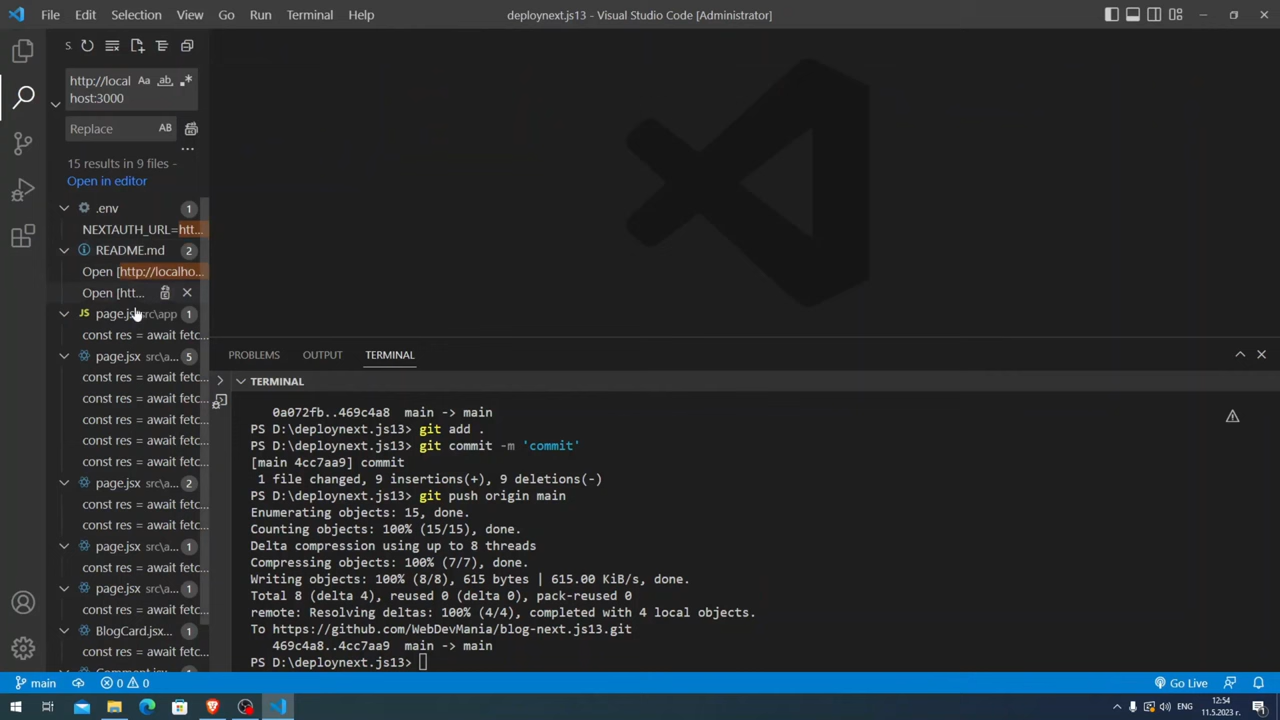 File Edit Selection View Go Run Terminal Help
deploynext.js13 - Visual Studio Code [Administrator]
S.
http://local
host:3000
Aa ab .*
Replace
AB
15 results in 9 files -
Open in editor
.env
1
NEXTAUTH_URL=htt...
README.md
2
Open [http://localho...
Open [htt...
JS page.js src\app
1
const res = await fetc...
page.jsx src\a...
5
const res = await fetc...
const res = await fetc...
const res = await fetc...
const res = await fetc...
const res = await fetc...
page.jsx src\a...
2
const res = await fetc...
const res = await fetc...
page.jsx src\a...
1
const res = await fetc...
page.jsx src\a...
1
const res = await fetc...
BlogCard.jsx...
1
const res = await fetc...
Comment.jsx...
PROBLEMS OUTPUT TERMINAL
TERMINAL
0a072fb..469c4a8 main -> main
PS D:\deploynext.js13> git add .
PS D:\deploynext.js13> git commit -m 'commit'
[main 4cc7aa9] commit
1 file changed, 9 insertions(+), 9 deletions(-)
PS D:\deploynext.js13> git push origin main
Enumerating objects: 15, done.
Counting objects: 100% (15/15), done.
Delta compression using up to 8 threads
Compressing objects: 100% (7/7), done.
Writing objects: 100% (8/8), 615 bytes | 615.00 KiB/s, done.
Total 8 (delta 4), reused 0 (delta 0), pack-reused 0
remote: Resolving deltas: 100% (4/4), completed with 4 local objects.
To https://github.com/WebDevMania/blog-next.js13.git
469c4a8..4cc7aa9 main -> main
PS D:\deploynext.js13>
main
0 0
Go Live
ENG
12:54
11.5.2023 г.
1